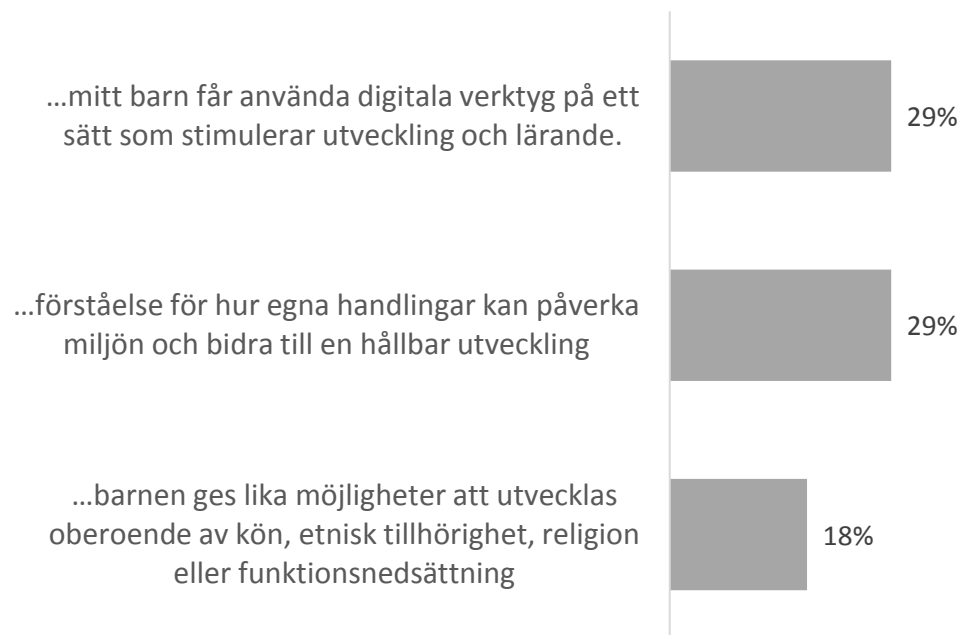 ...mitt barn får använda digitala verktyg på ett
sätt som stimulerar utveckling och lärande.
29%
...förståelse för hur egna handlingar kan påverka
miljön och bidra till en hållbar utveckling
29%
...barnen ges lika möjligheter att utvecklas
oberoende av kön, etnisk tillhörighet, religion
eller funktionsnedsättning
18%